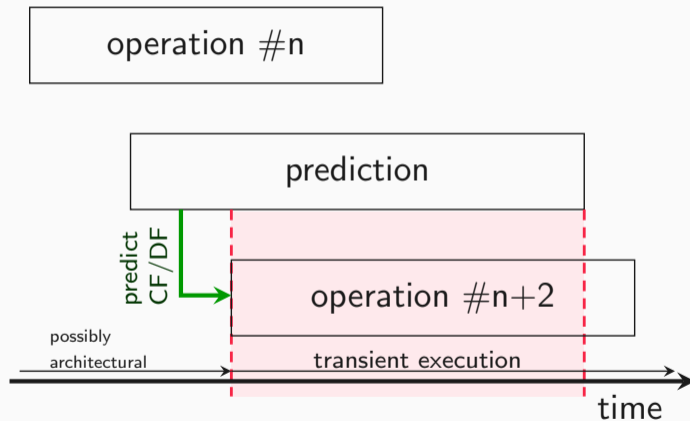 operation #n
prediction
predict
CF/DF
operation #n+2
possibly
architectural
transient execution
time